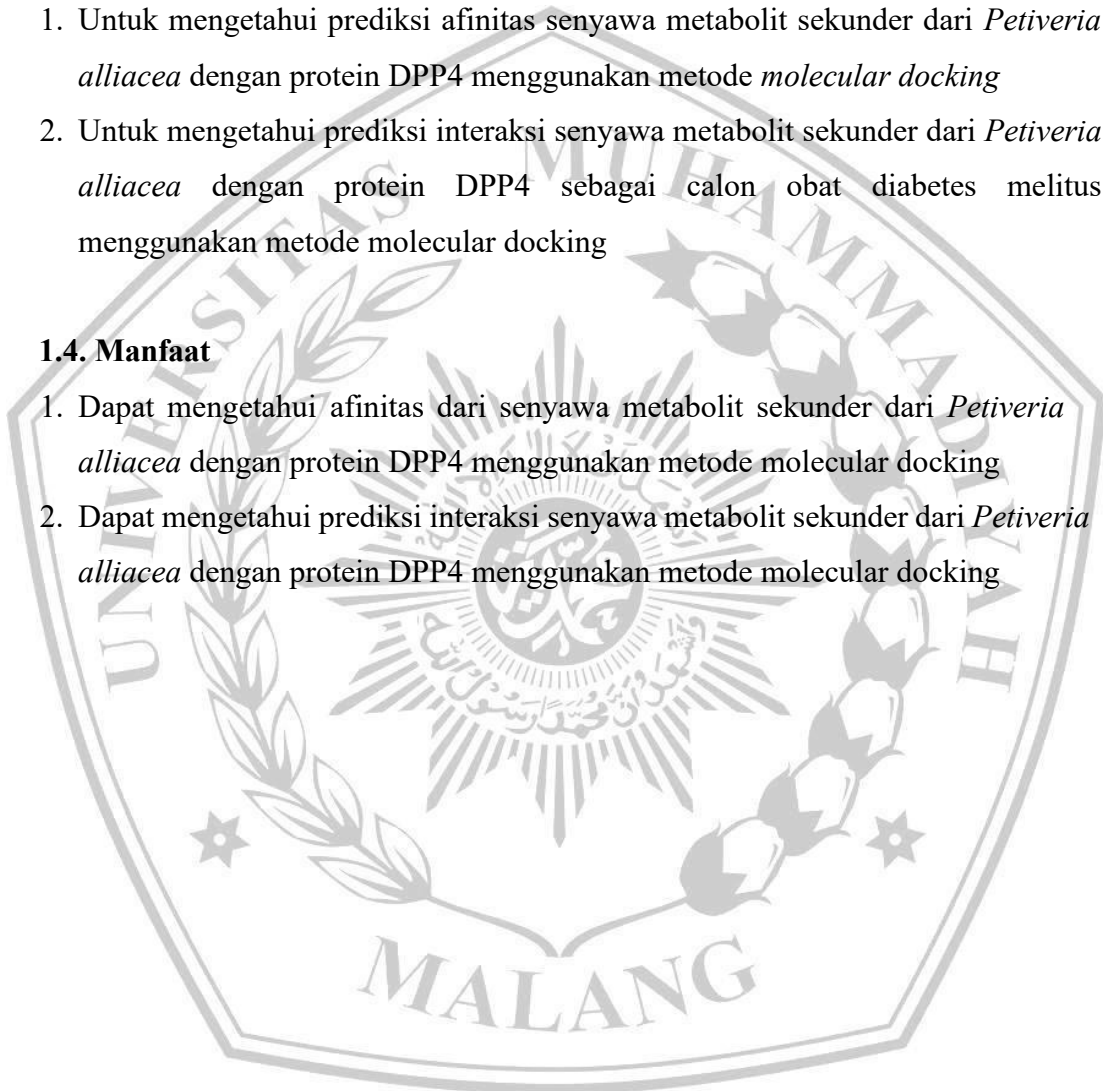 1. Untuk mengetahui prediksi afinitas senyawa metabolit sekunder dari Petiveria
alliacea dengan protein DPP4 menggunakan metode molecular docking
2. Untuk mengetahui prediksi interaksi senyawa metabolit sekunder dari Petiveria
alliacea dengan protein DPP4 sebagai calon obat diabetes melitus
menggunakan metode molecular docking
1.4. Manfaat
1. Dapat mengetahui afinitas dari senyawa metabolit sekunder dari Petiveria
alliacea dengan protein DPP4 menggunakan metode molecular docking
2. Dapat mengetahui prediksi interaksi senyawa metabolit sekunder dari Petiveria
alliacea dengan protein DPP4 menggunakan metode molecular docking
UNIVERSITAS MUHAMMADIYAH
MALANG